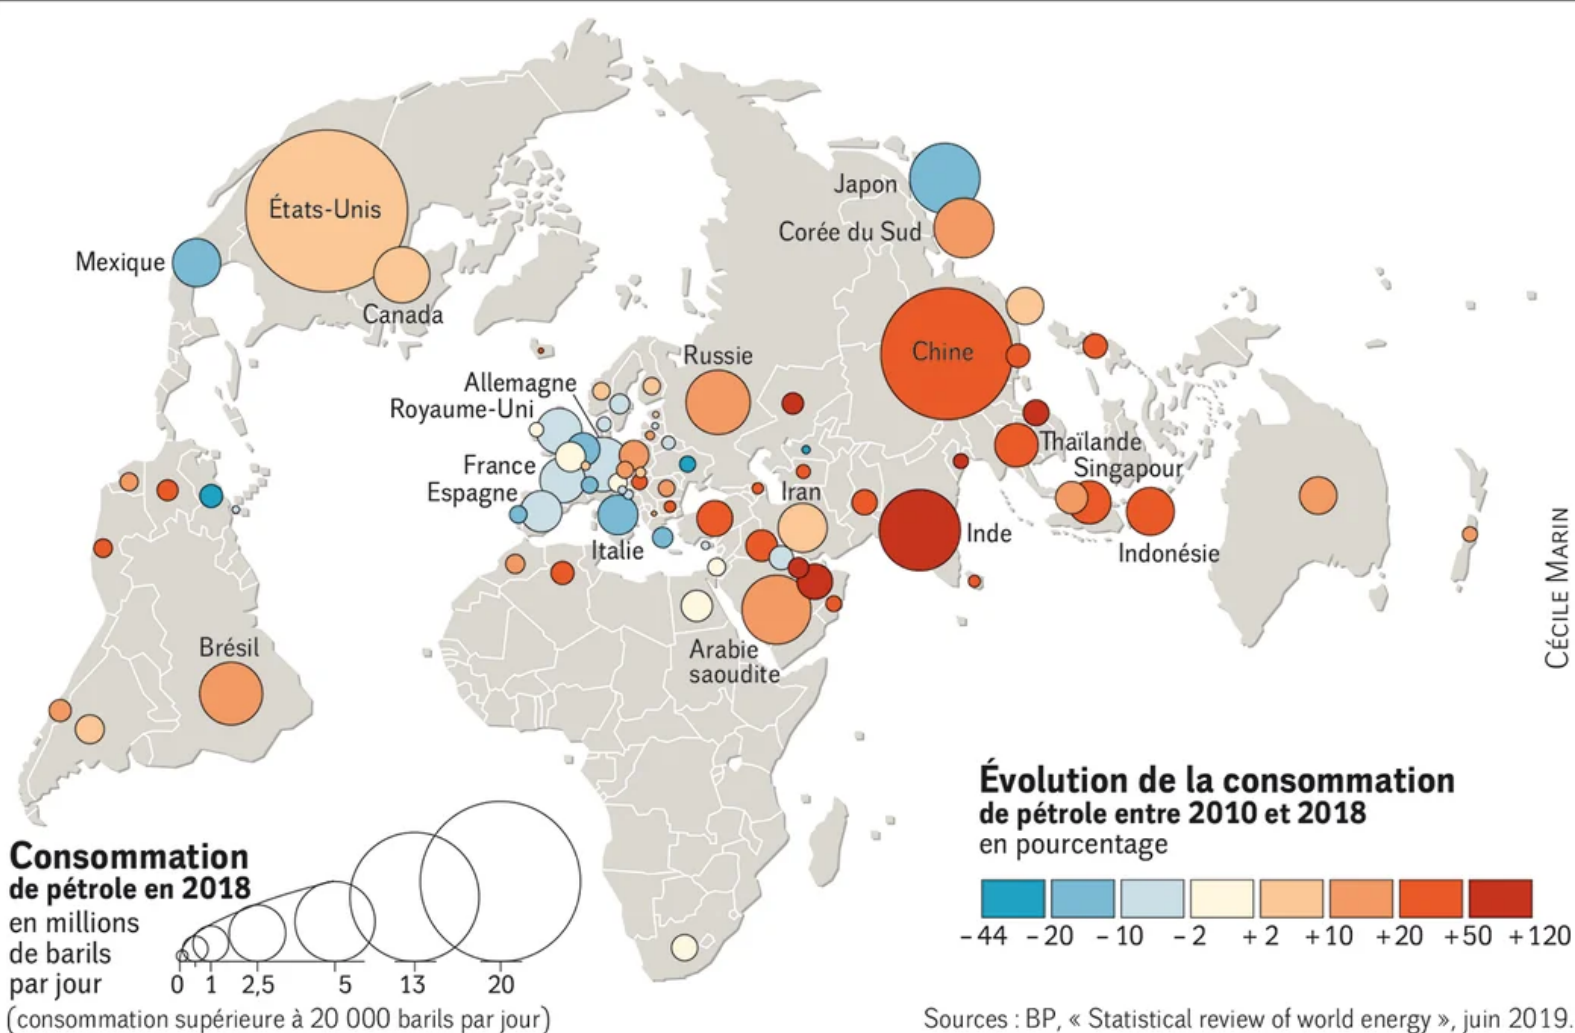 États-Unis
Mexique
Canada
Japon
Corée du Sud
Chine
Russie
Allemagne
Royaume-Uni
France
Espagne
Italie
Iran
Inde
Thaïlande
Singapour
Indonésie
Arabie
saoudite
Brésil
CÉCILE MARIN
Consommation
de pétrole en 2018
en millions
de barils
par jour
0 1 2,5 5 13 20
(consommation supérieure à 20 000 barils par jour)
Évolution de la consommation
de pétrole entre 2010 et 2018
en pourcentage
– 44 – 20 – 10 – 2 + 2 + 10 + 20 + 50 + 120
Sources : BP, « Statistical review of world energy », juin 2019.